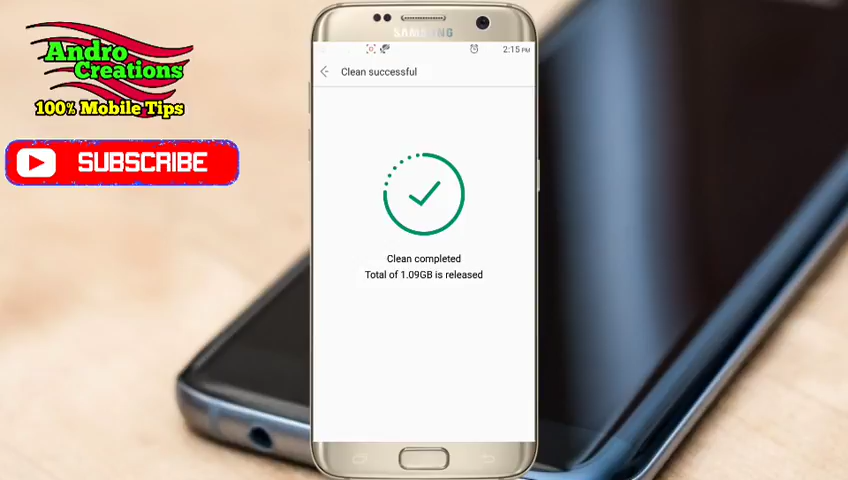 Andro
Creations
100% Mobile Tips
SUBSCRIBE
SAMSUNG
2:15 PM
Clean successful
Clean completed
Total of 1.09GB is released